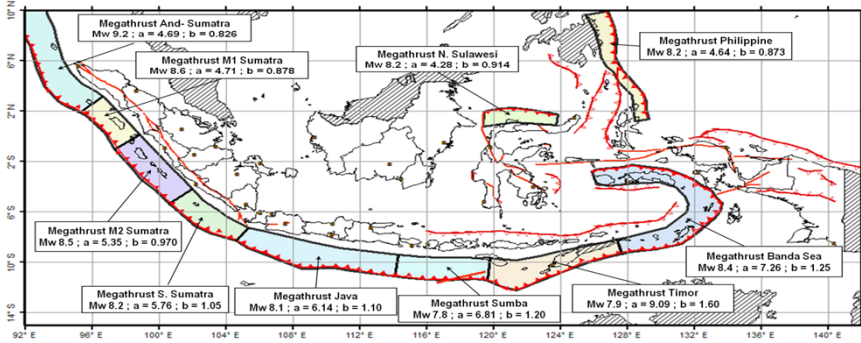 Megathrust And- Sumatra
Mw 9.2 ; a = 4.69 ; b = 0.826
Megathrust M1 Sumatra
Mw 8.6 ; a = 4.71 ; b = 0.878
Megathrust N. Sulawesi
Mw 8.2 ; a = 4.28 ; b = 0.914
Megathrust Philippine
Mw 8.2 ; a = 4.64 ; b = 0.873
Megathrust M2 Sumatra
Mw 8.5 ; a = 5.35 ; b = 0.970
Megathrust S. Sumatra
Mw 8.2 ; a = 5.76 ; b = 1.05
Megathrust Java
Mw 8.1 ; a = 6.14 ; b = 1.10
Megathrust Sumba
Mw 7.8 ; a = 6.81 ; b = 1.20
Megathrust Timor
Mw 7.9 ; a = 9.09 ; b = 1.60
Megathrust Banda Sea
Mw 8.4 ; a = 7.26 ; b = 1.25
10°N
6°N
2°N
2°S
6°S
10°S
14°S
92° E
96° E
100° E
104° E
108° E
112° E
116° E
120° E
124° E
128° E
132° E
136° E
140° E